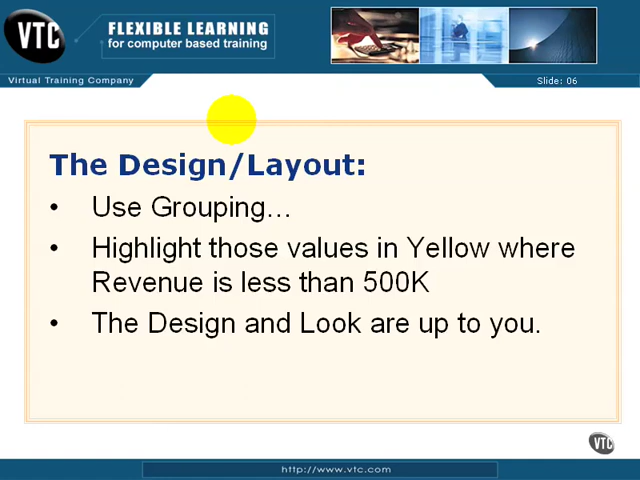 VTC
FLEXIBLE LEARNING
for computer based training
Virtual Training Company
Slide: 06
The Design/Layout:
• Use Grouping...
• Highlight those values in Yellow where
Revenue is less than 500K
• The Design and Look are up to you.
VTC
http://www.vtc.com